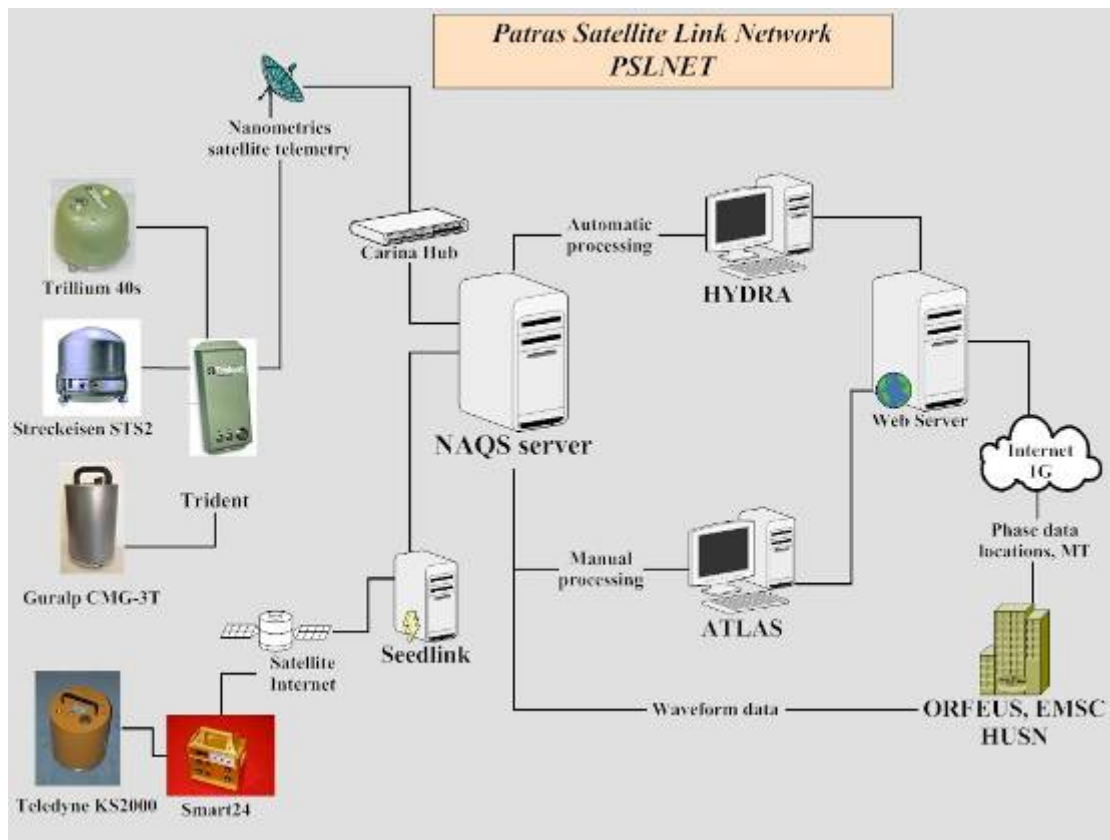 Patras Satellite Link Network
PSLNET
Nanometrics
satellite telemetry
Carina Hub
Automatic
processing
HYDRA
Trillium 40s
Trident
Streckeisen STS2
NAQS server
Web Server
Internet
1G
Trident
Guralp CMG-3T
Manual
processing
ATLAS
Phase data
locations, MT
Seedlink
Satellite
Internet
Waveform data
ORFEUS, EMSC
HUSN
Teledyne KS2000
Smart24